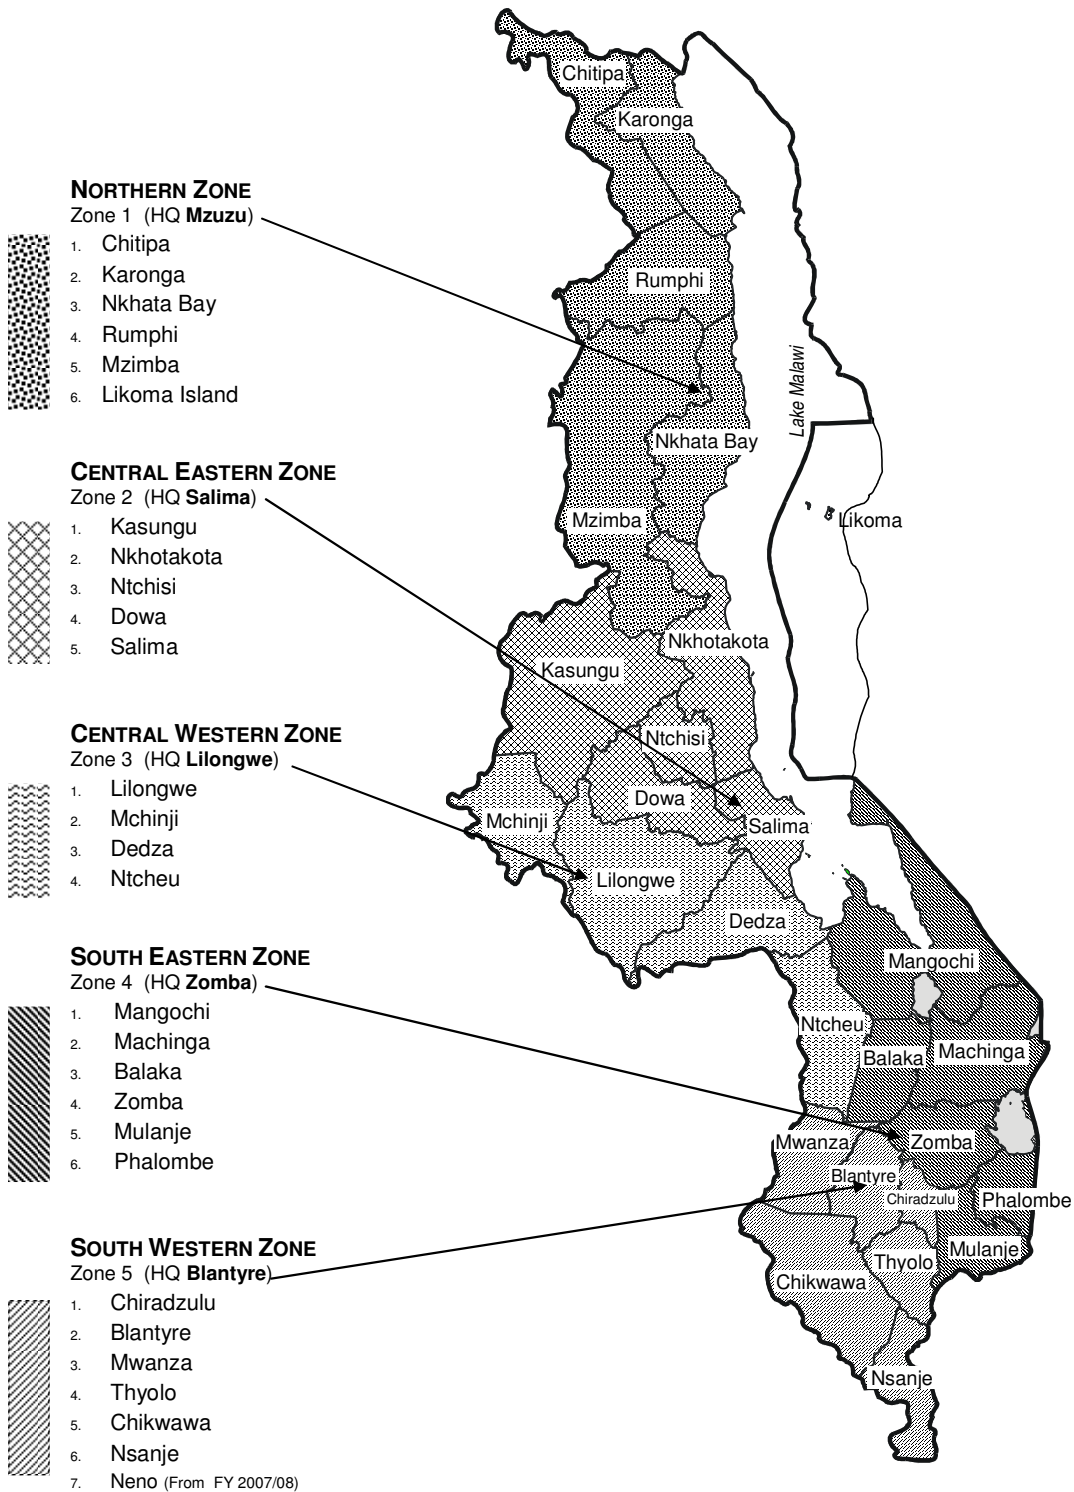 NORTHERN ZONE
Zone 1 (HQ Mzuzu)
1. Chitipa
2. Karonga
3. Nkhata Bay
4. Rumphi
5. Mzimba
6. Likoma Island
CENTRAL EASTERN ZONE
Zone 2 (HQ Salima)
1. Kasungu
2. Nkhotakota
3. Ntchisi
4. Dowa
5. Salima
CENTRAL WESTERN ZONE
Zone 3 (HQ Lilongwe)
1. Lilongwe
2. Mchinji
3. Dedza
4. Ntcheu
SOUTH EASTERN ZONE
Zone 4 (HQ Zomba)
1. Mangochi
2. Machinga
3. Balaka
4. Zomba
5. Mulanje
6. Phalombe
SOUTH WESTERN ZONE
Zone 5 (HQ Blantyre)
1. Chiradzulu
2. Blantyre
3. Mwanza
4. Thyolo
5. Chikwawa
6. Nsanje
7. Neno (From FY 2007/08)
Chitipa
Karonga
Rumphi
Lake Malawi
Nkhata Bay
Mzimba
Likoma
Nkhotakota
Kasungu
Ntchisi
Dowa
Mchinji
Salima
Lilongwe
Dedza
Mangochi
Ntcheu
Balaka
Machinga
Mwanza
Zomba
Blantyre
Chiradzulu
Phalombe
Mulanje
Thyolo
Chikwawa
Nsanje